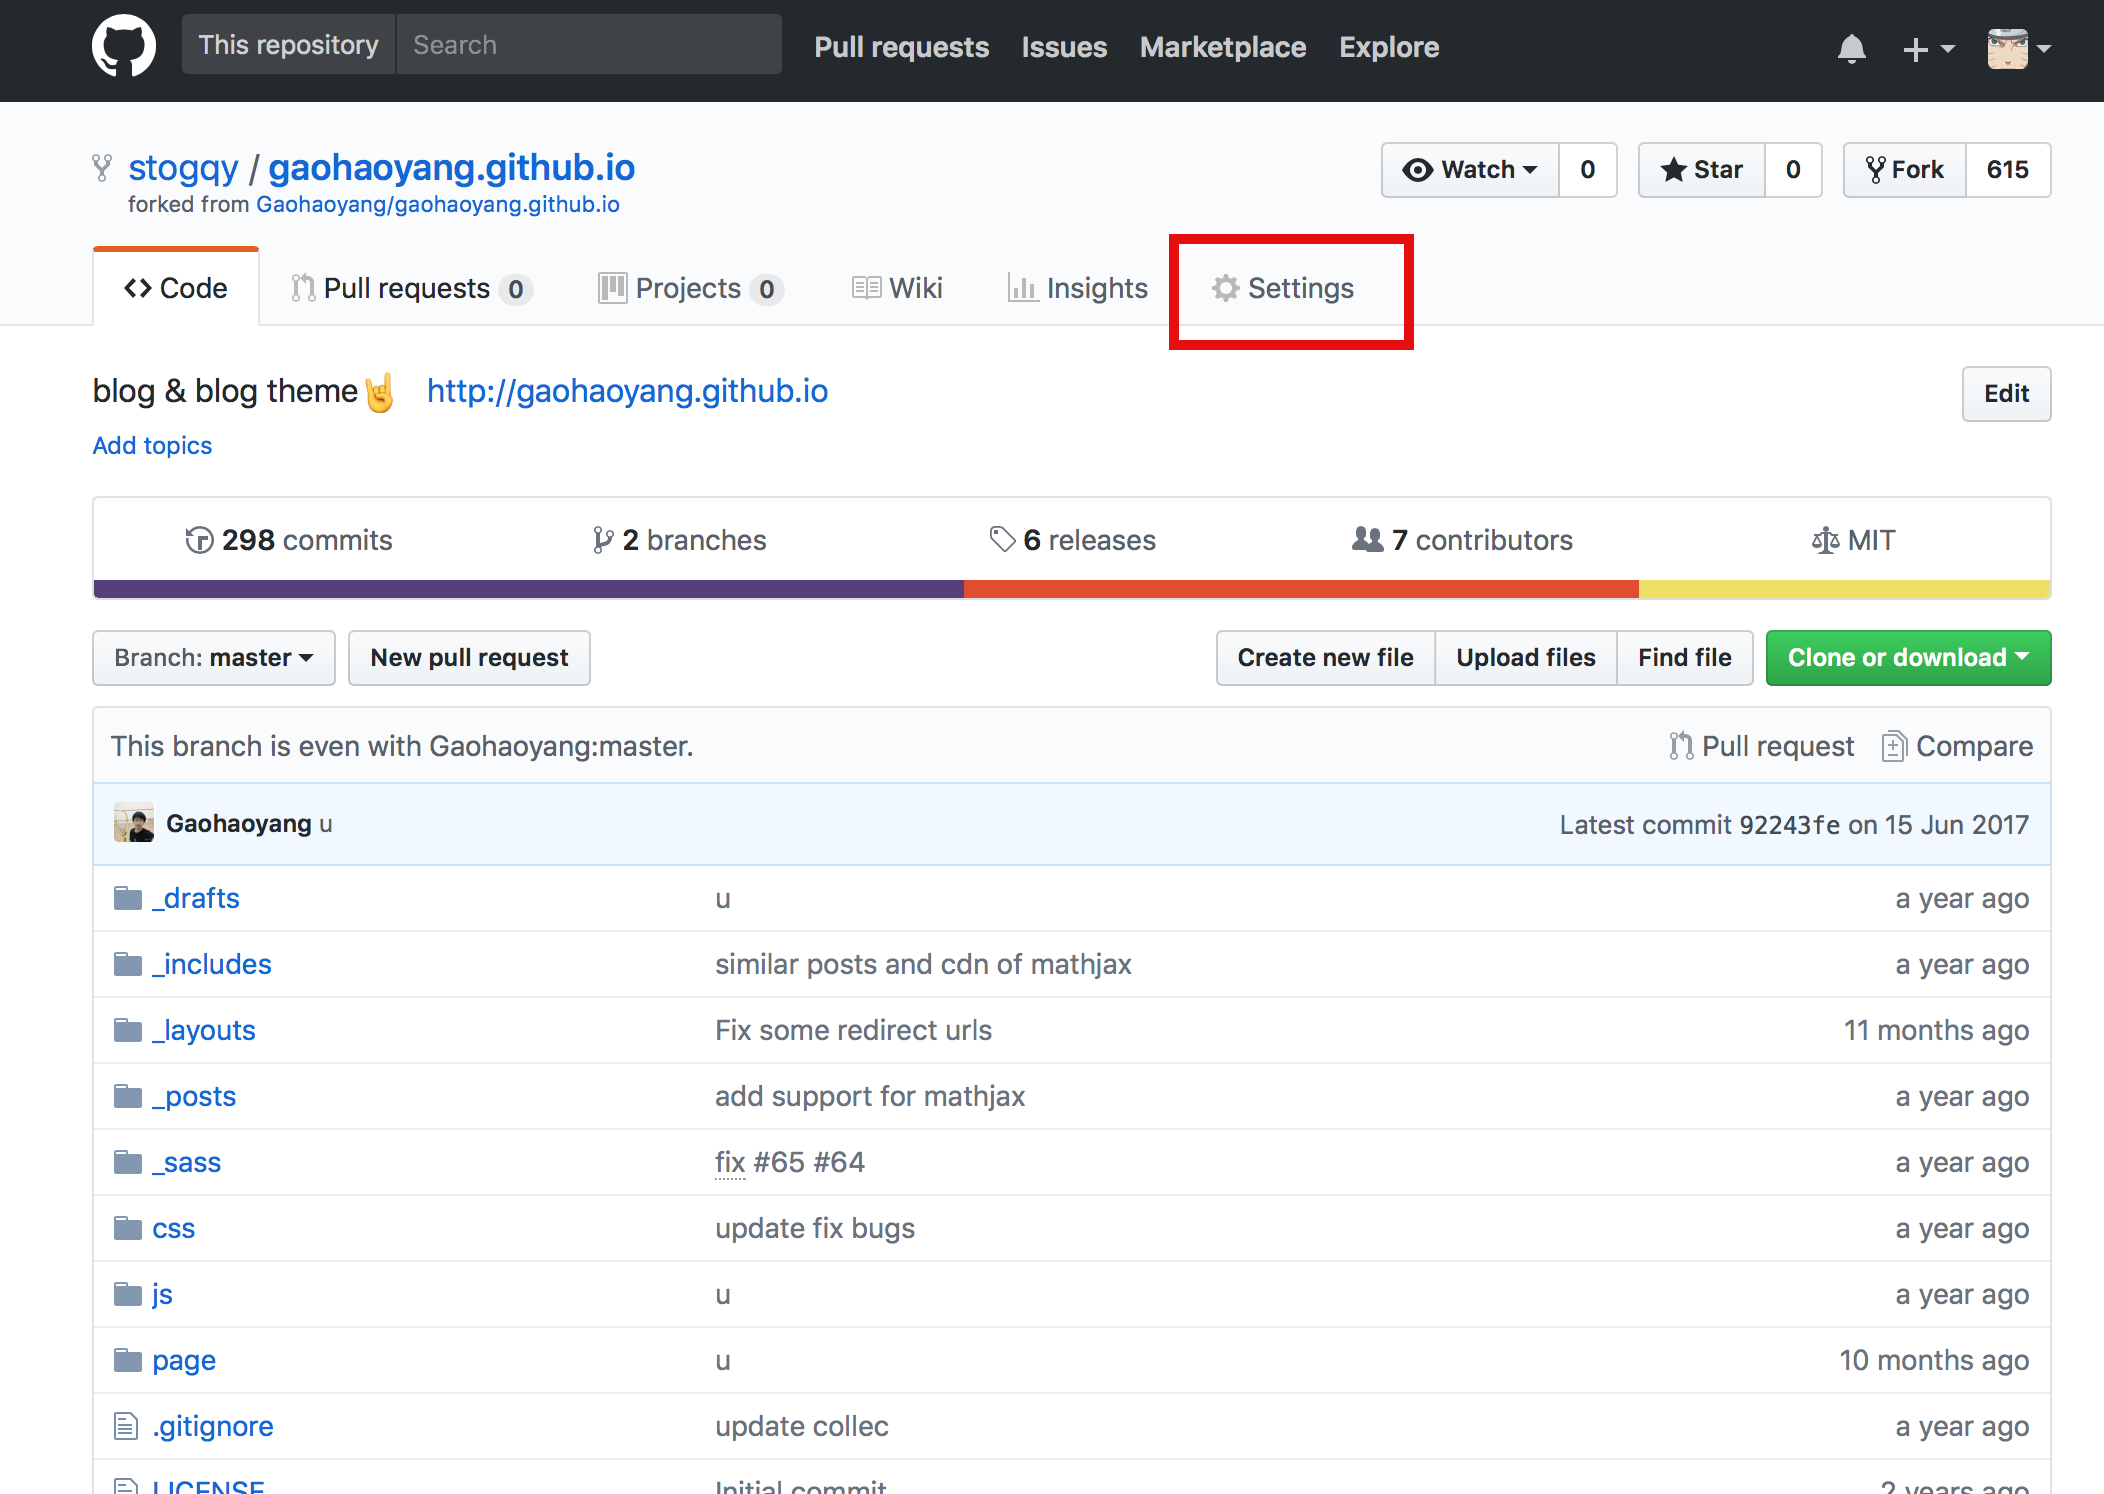 This repository Search Pull requests Issues Marketplace Explore
stogqy / gaohaoyang.github.io Watch 0 Star 0 Fork 615
forked from Gaohaoyang/gaohaoyang.github.io
Code Pull requests 0 Projects 0 Wiki Insights Settings
blog & blog theme🤘 http://gaohaoyang.github.io Edit
Add topics
298 commits 2 branches 6 releases 7 contributors MIT
Branch: master New pull request Create new file Upload files Find file Clone or download
This branch is even with Gaohaoyang:master. Pull request Compare
Gaohaoyang u Latest commit 92243fe on 15 Jun 2017
_drafts u a year ago
_includes similar posts and cdn of mathjax a year ago
_layouts Fix some redirect urls 11 months ago
_posts add support for mathjax a year ago
_sass fix #65 #64 a year ago
css update fix bugs a year ago
js u a year ago
page u 10 months ago
.gitignore update collec a year ago
LICENSE Initial commit 2 years ago